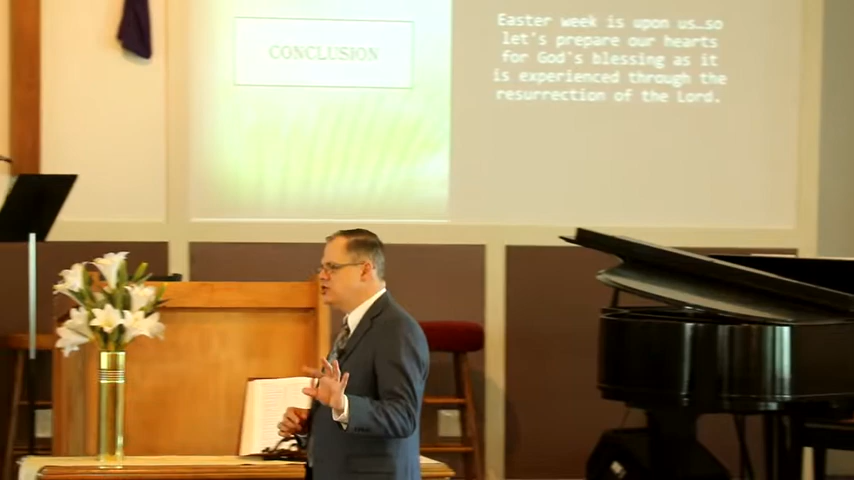 CONCLUSION
Easter week is upon us…so
let's prepare our hearts
for God's blessing as it
is experienced through the
Resurrection of the Lord.